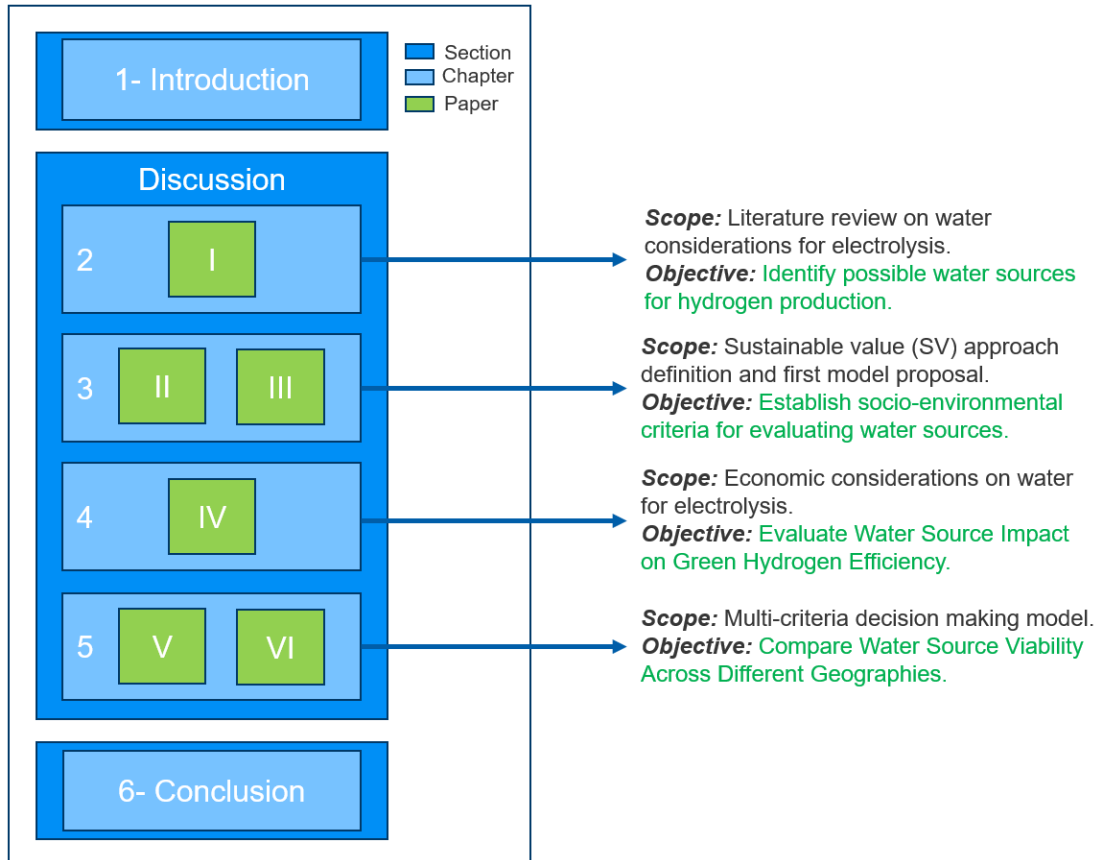 1- Introduction
Section
Chapter
Paper
Discussion
2
I
Scope: Literature review on water
considerations for electrolysis.
Objective: Identify possible water sources
for hydrogen production.
3
II
III
Scope: Sustainable value (SV) approach
definition and first model proposal.
Objective: Establish socio-environmental
criteria for evaluating water sources.
4
IV
Scope: Economic considerations on water
for electrolysis.
Objective: Evaluate Water Source Impact
on Green Hydrogen Efficiency.
5
V
VI
Scope: Multi-criteria decision making model.
Objective: Compare Water Source Viability
Across Different Geographies.
6- Conclusion